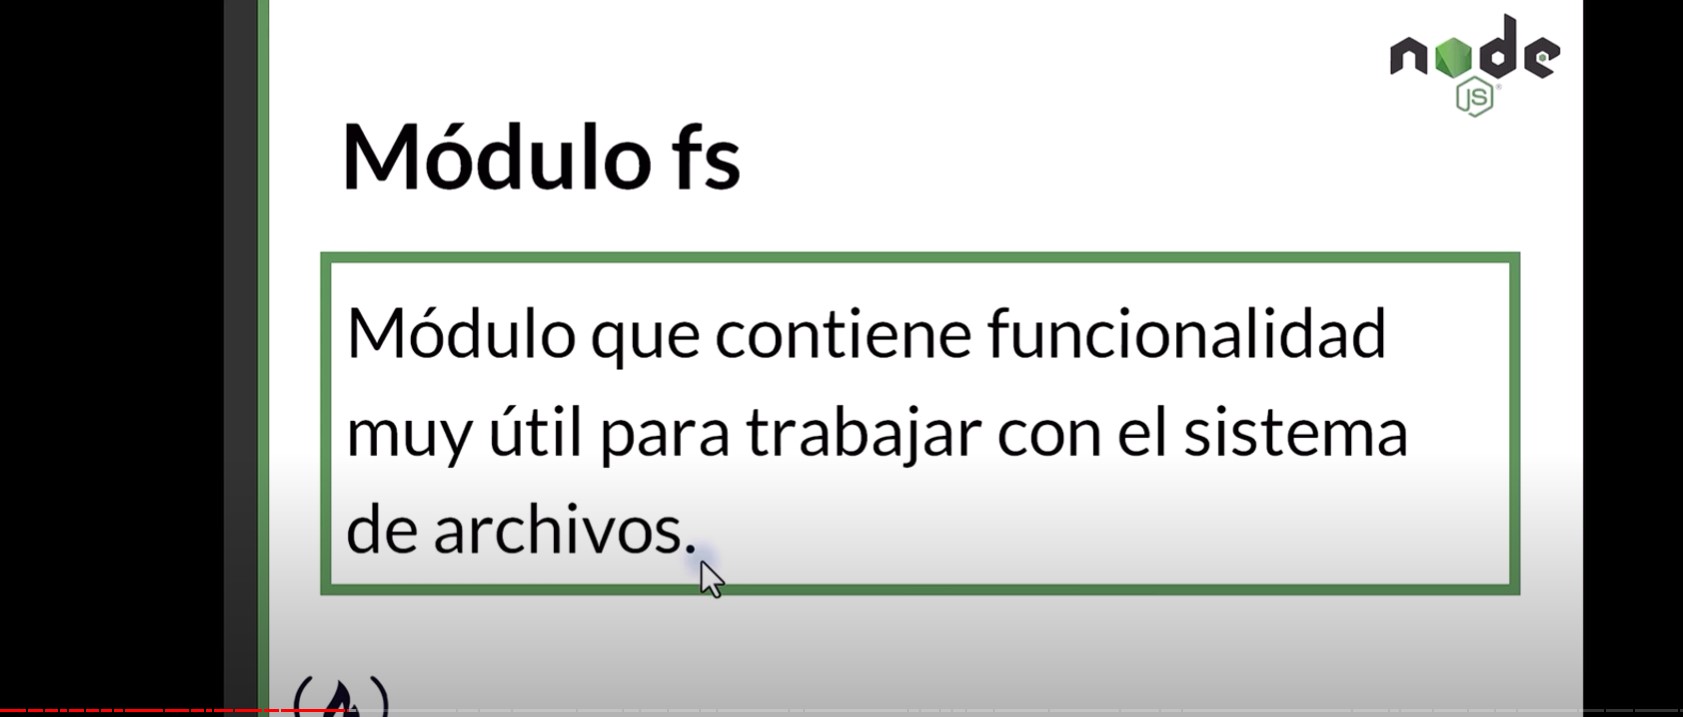 node
JS
Módulo fs
Módulo que contiene funcionalidad
muy útil para trabajar con el sistema
de archivos.